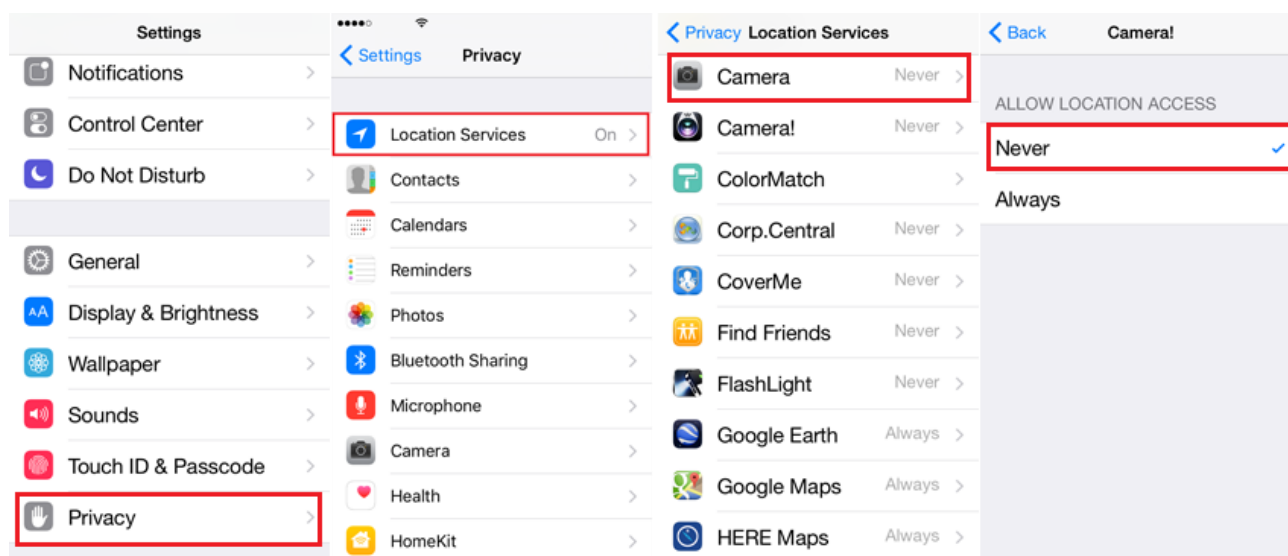 Settings
Notifications
Control Center
Do Not Disturb
General
AA Display & Brightness
Wallpaper
Sounds
Touch ID & Passcode
Privacy
Settings Privacy
Location Services On
Contacts
Calendars
Reminders
Photos
Bluetooth Sharing
Microphone
Camera
Health
HomeKit
Privacy Location Services
Camera Never
Camera! Never
ColorMatch
Corp.Central Never
CoverMe Never
Find Friends Never
FlashLight Never
Google Earth Always
Google Maps Always
HERE Maps Always
Back Camera!
ALLOW LOCATION ACCESS
Never
Always